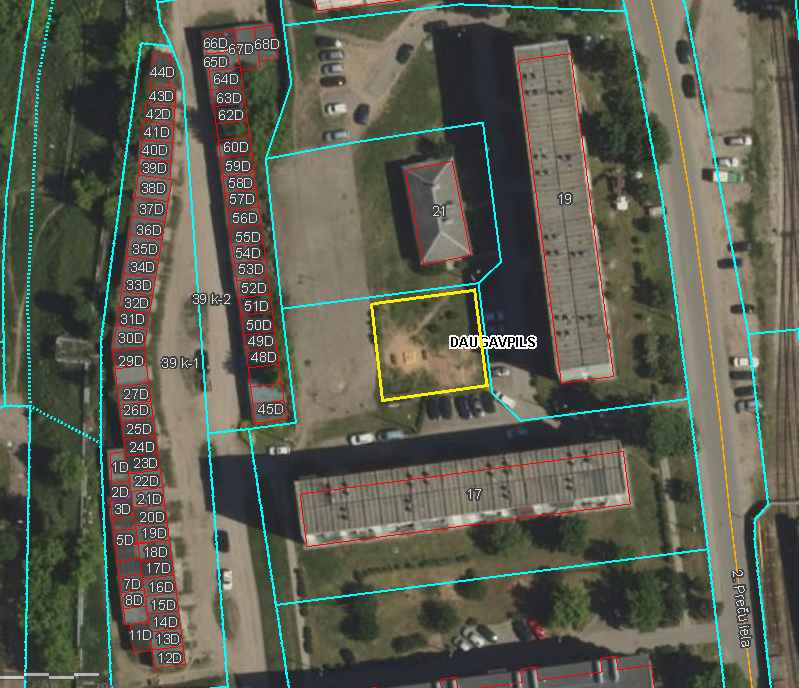 66D
67D
68D
65D
44D
64D
43D
63D
42D
62D
41D
40D
60D
39D
59D
38D
58D
57D
19
37D
56D
21
36D
55D
35D
54D
34D
53D
33D
52D
39 k-2
32D
51D
31D
50D
30D
49D
DAUGAVPILS
48D
29D
39 k-1
27D
26D
45D
25D
24D
1D
23D
22D
2D
21D
17
3D
20D
19D
5D
18D
17D
7D
16D
8D
15D
14D
11D
13D
12D
2. Preču iela